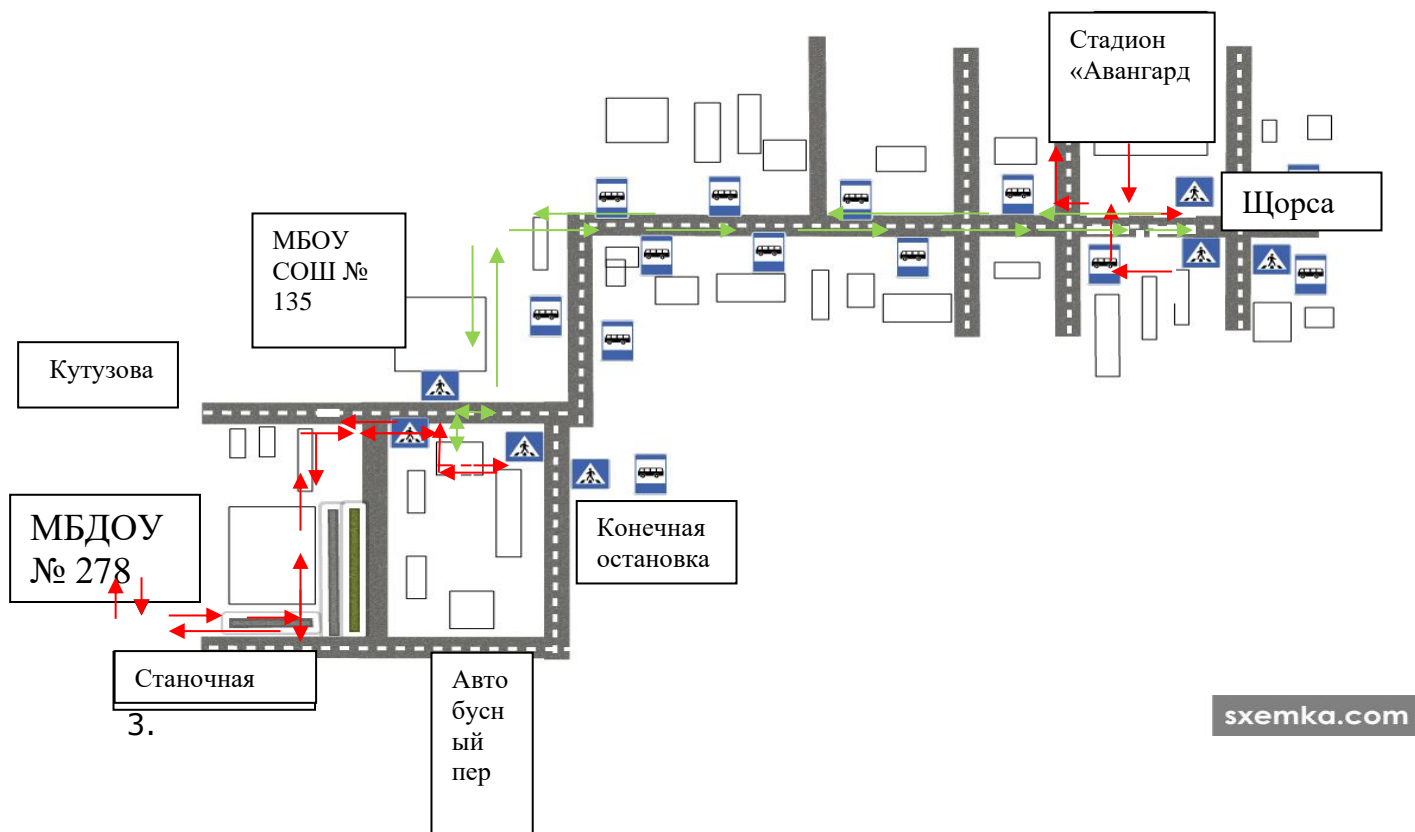 Стадион
«Авангард
Щорса
МБОУ
СОШ №
135
Кутузова
МБДОУ
№ 278
Конечная
остановка
Станочная
3.
Авто
бусн
ый
пер
sxemka.com